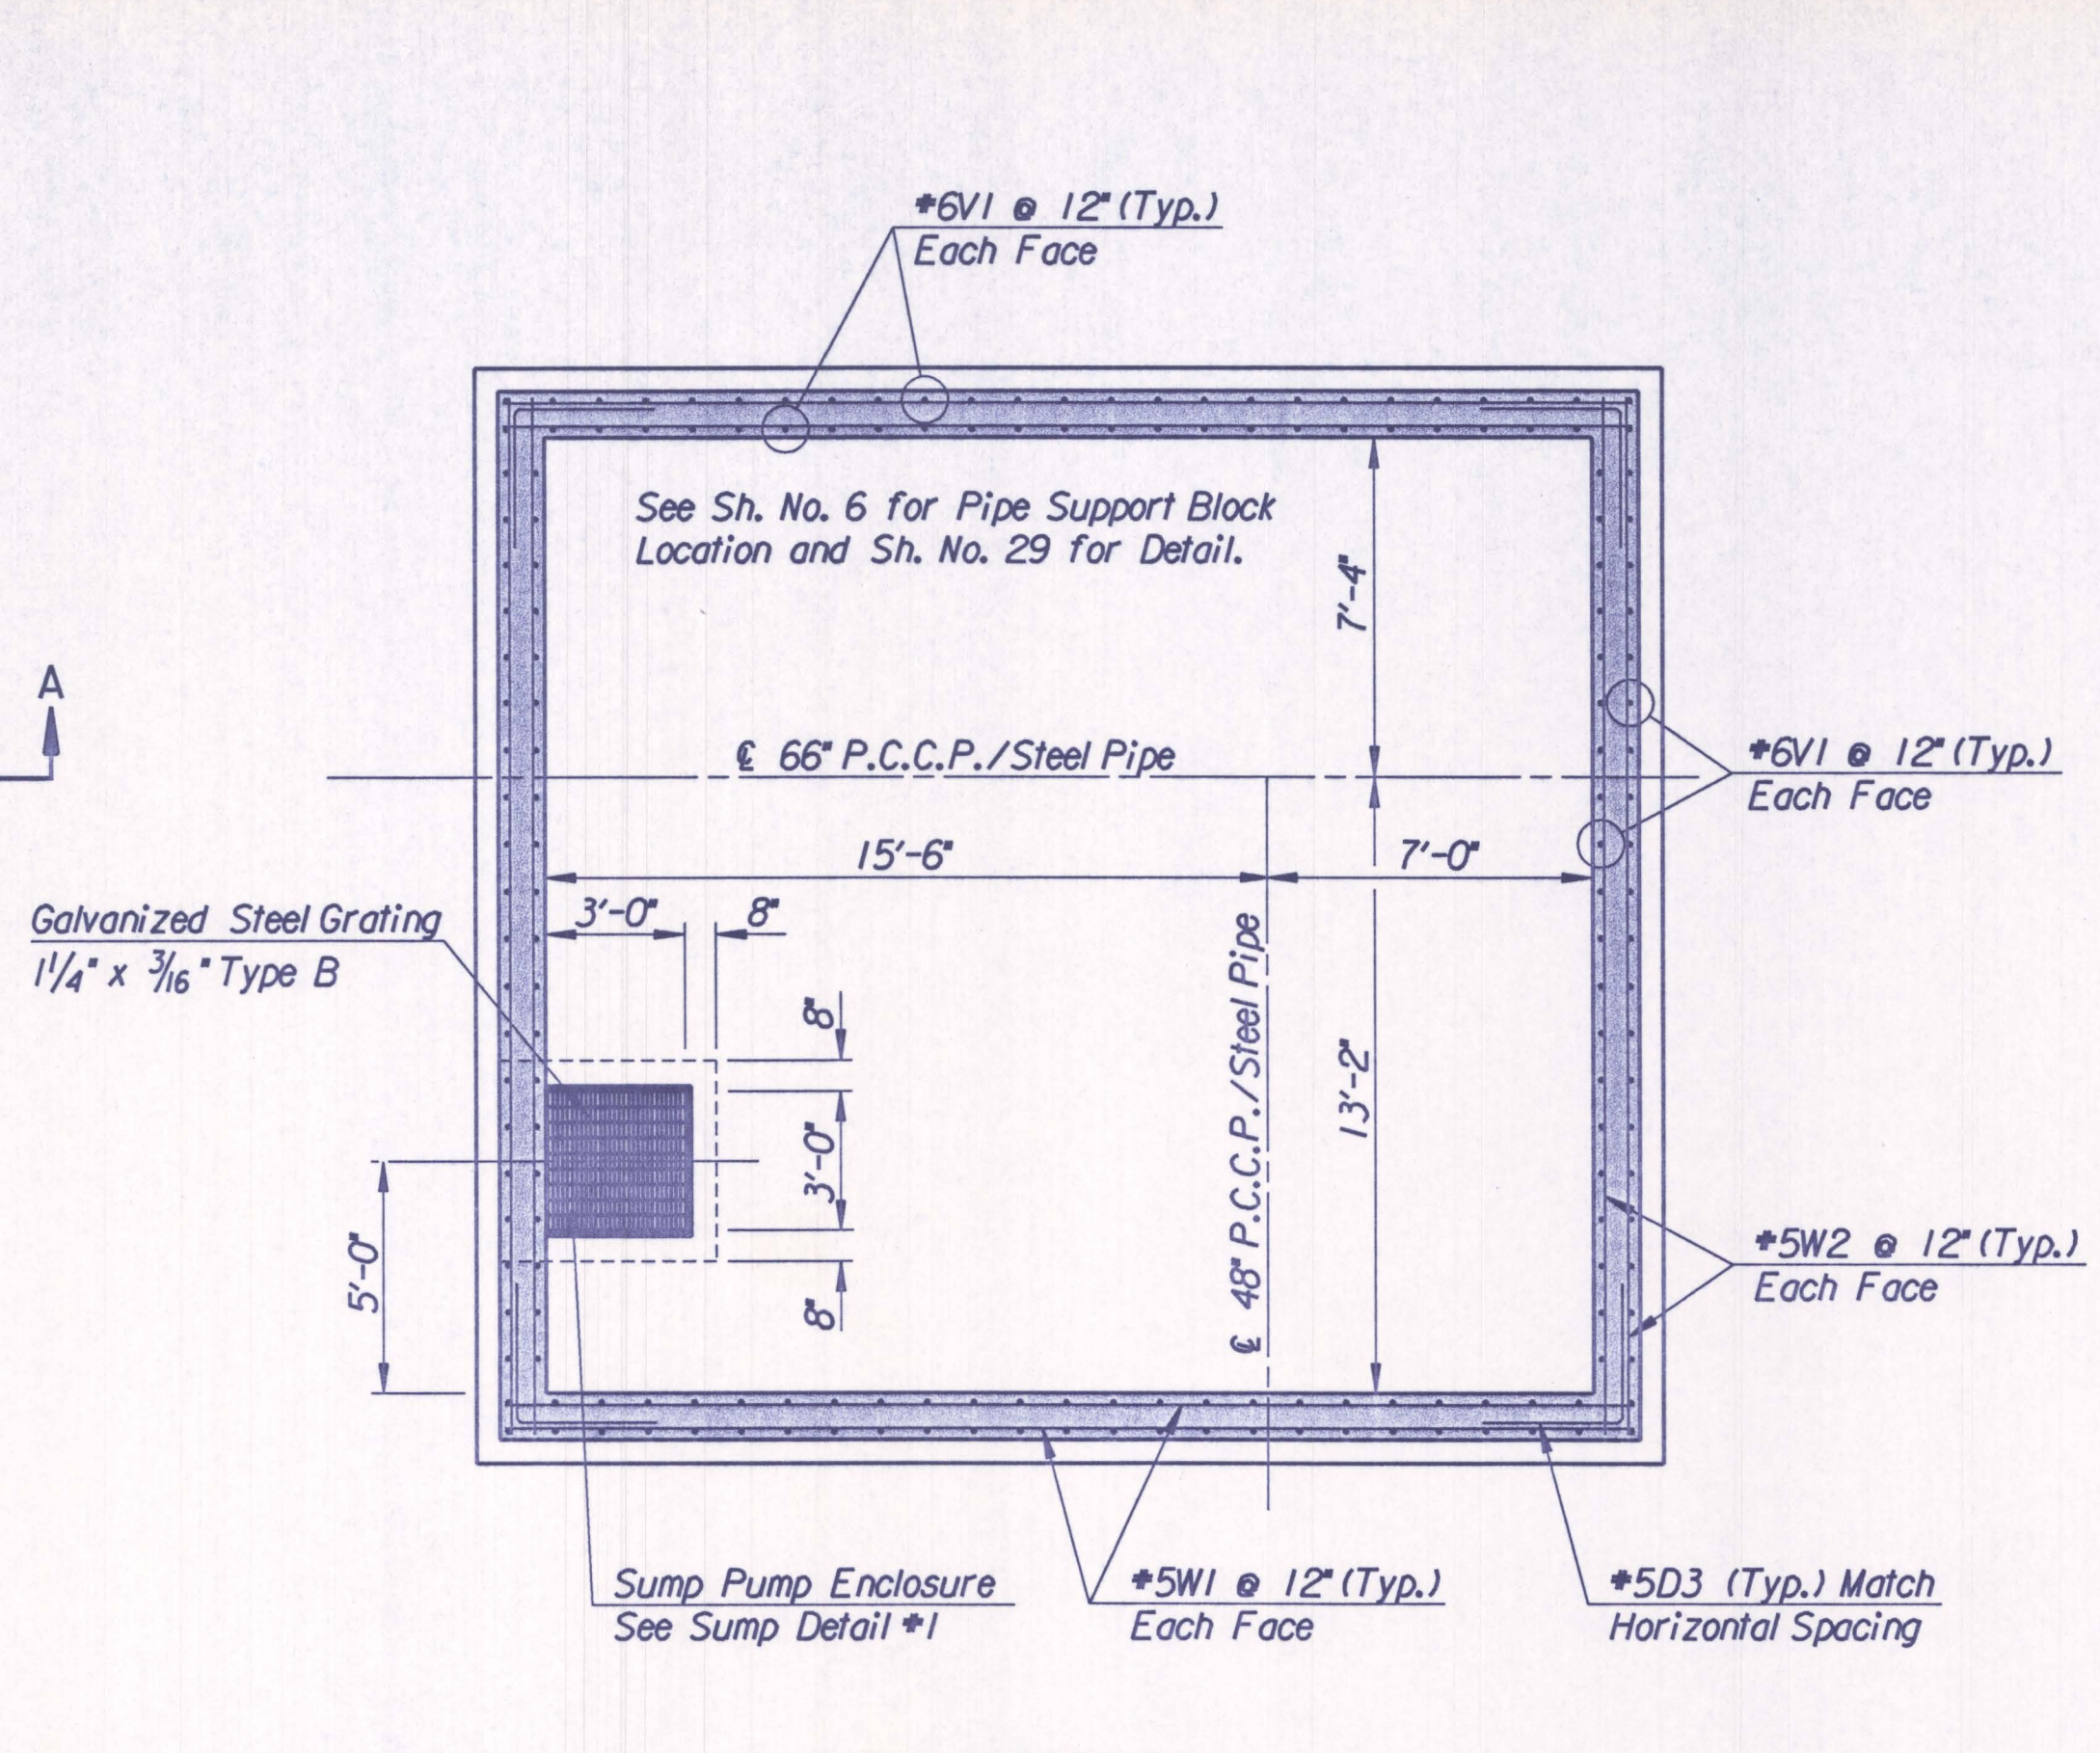 #6V1 @ 12" (Typ.)
Each Face
See Sh. No. 6 for Pipe Support Block
Location and Sh. No. 29 for Detail.
7'-4"
A
℄ 66" P.C.C.P./Steel Pipe
#6V1 @ 12" (Typ.)
Each Face
15'-6"
7'-0"
Galvanized Steel Grating
1 1/4" x 3/16" Type B
3'-0"
8"
8"
3'-0"
8"
℄ 48" P.C.C.P./Steel Pipe
13'-2"
5'-0"
#5W2 @ 12" (Typ.)
Each Face
Sump Pump Enclosure
See Sump Detail #1
#5W1 @ 12" (Typ.)
Each Face
#5D3 (Typ.) Match
Horizontal Spacing